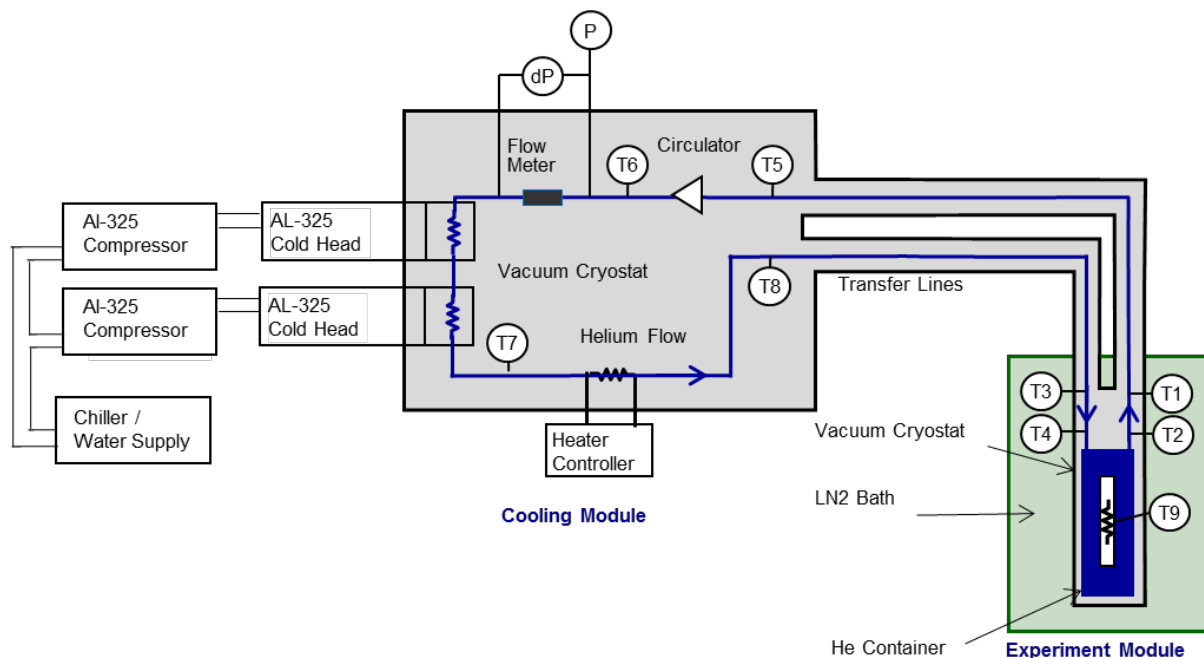 P
dP
Flow
Meter
T6
Circulator
T5
Al-325
Compressor
AL-325
Cold Head
Vacuum Cryostat
T8
Transfer Lines
Al-325
Compressor
AL-325
Cold Head
T7
Helium Flow
Chiller /
Water Supply
Heater
Controller
Cooling Module
T3
T1
T4
T2
Vacuum Cryostat
LN2 Bath
T9
He Container
Experiment Module